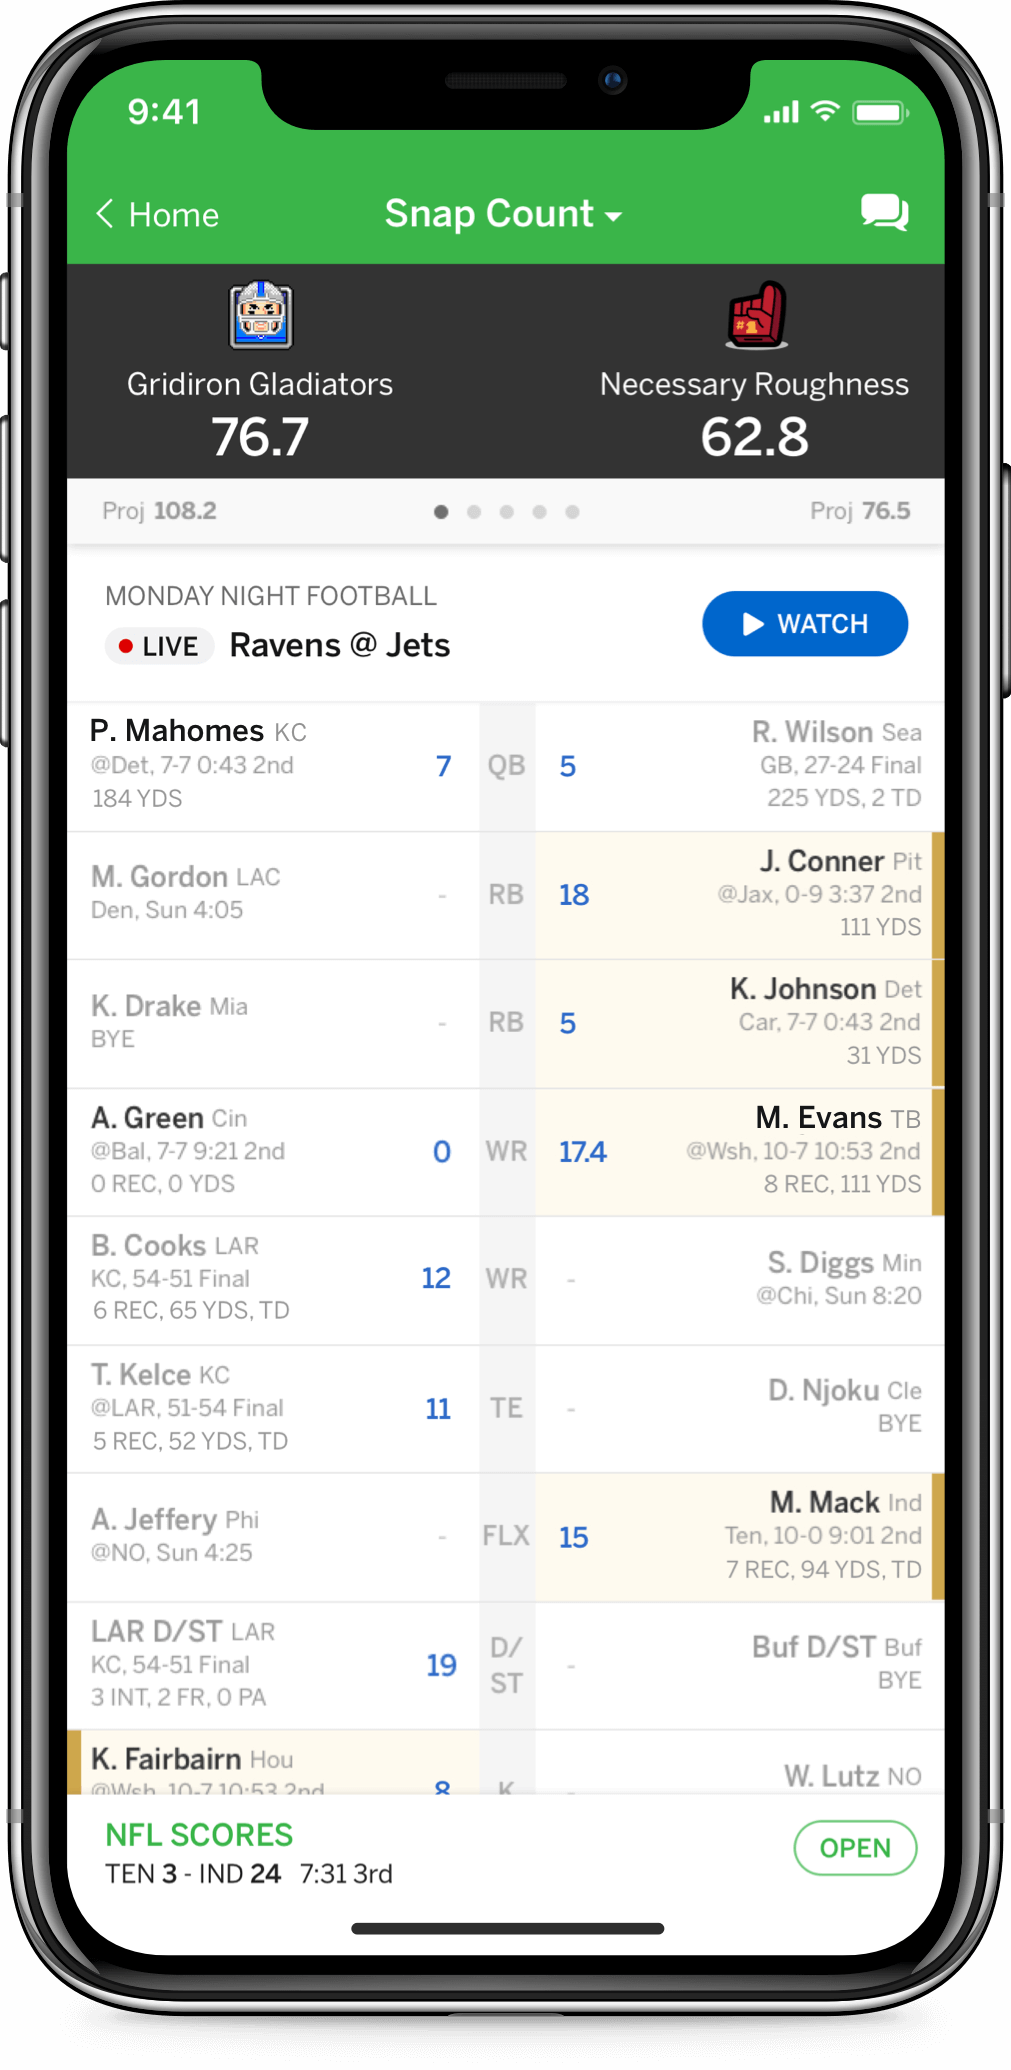 9:41
Home
Snap Count
#1
Gridiron Gladiators
Necessary Roughness
76.7
62.8
Proj 108.2
Proj 76.5
MONDAY NIGHT FOOTBALL
LIVE Ravens @ Jets
WATCH
P. Mahomes KC
@Det, 7-7 0:43 2nd
184 YDS
7
QB
5
R. Wilson Sea
GB, 27-24 Final
225 YDS, 2 TD
M. Gordon LAC
Den, Sun 4:05
-
RB
18
J. Conner Pit
@Jax, 0-9 3:37 2nd
111 YDS
K. Drake Mia
BYE
-
RB
5
K. Johnson Det
Car, 7-7 0:43 2nd
31 YDS
A. Green Cin
@Bal, 7-7 9:21 2nd
0 REC, 0 YDS
0
WR
17.4
M. Evans TB
@Wsh, 10-7 10:53 2nd
8 REC, 111 YDS
B. Cooks LAR
KC, 54-51 Final
6 REC, 65 YDS, TD
12
WR
-
S. Diggs Min
@Chi, Sun 8:20
T. Kelce KC
@LAR, 51-54 Final
5 REC, 52 YDS, TD
11
TE
-
D. Njoku Cle
BYE
A. Jeffery Phi
@NO, Sun 4:25
-
FLX
15
M. Mack Ind
Ten, 10-0 9:01 2nd
7 REC, 94 YDS, TD
LAR D/ST LAR
KC, 54-51 Final
3 INT, 2 FR, 0 PA
19
D/
ST
-
Buf D/ST Buf
BYE
K. Fairbairn Hou
@Wsh, 10-7 10:53 2nd
8
K
-
W. Lutz NO
NFL SCORES
TEN 3 - IND 24 7:31 3rd
OPEN